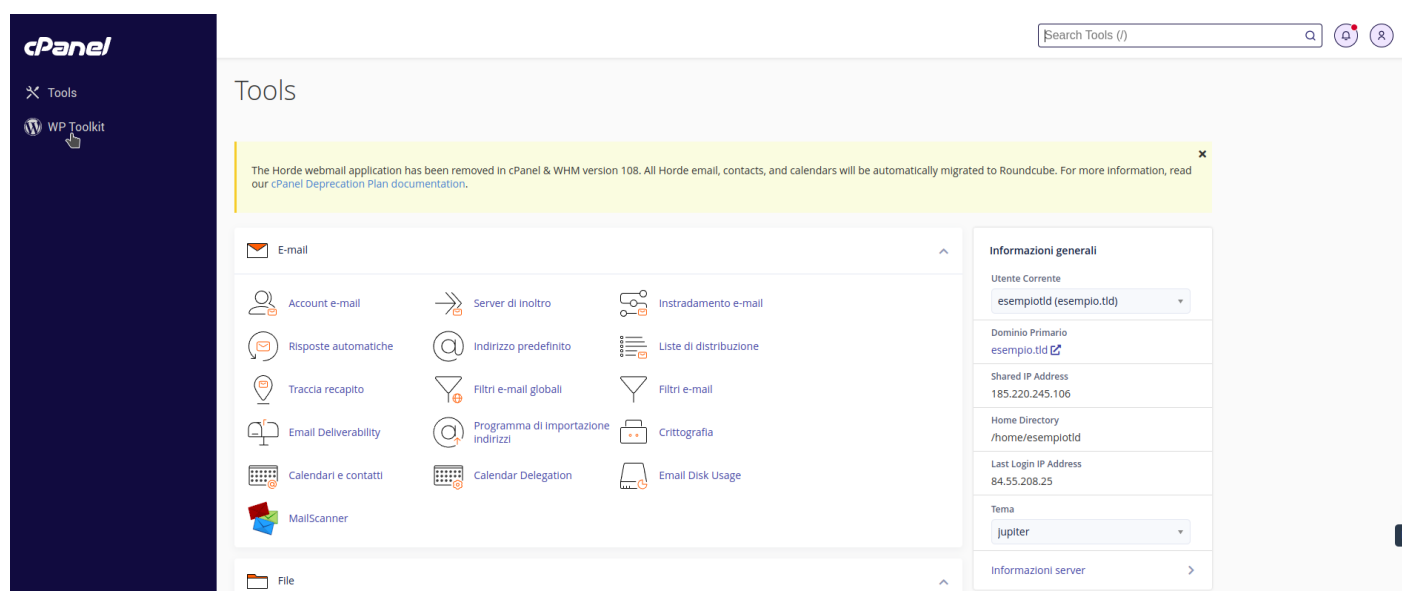 cPanel
Search Tools (/)
Tools
WP Toolkit
Tools
The Horde webmail application has been removed in cPanel & WHM version 108. All Horde email, contacts, and calendars will be automatically migrated to Roundcube. For more information, read
our cPanel Deprecation Plan documentation.
E-mail
Account e-mail
Server di inoltro
Instradamento e-mail
Risposte automatiche
Indirizzo predefinito
Liste di distribuzione
Traccia recapito
Filtri e-mail globali
Filtri e-mail
Email Deliverability
Programma di importazione
indirizzi
Crittografia
Calendari e contatti
Calendar Delegation
Email Disk Usage
MailScanner
File
Informazioni generali
Utente Corrente
esempiotld (esempio.tld)
Dominio Primario
esempio.tld
Shared IP Address
185.220.245.106
Home Directory
/home/esempiotld
Last Login IP Address
84.55.208.25
Tema
jupiter
Informazioni server